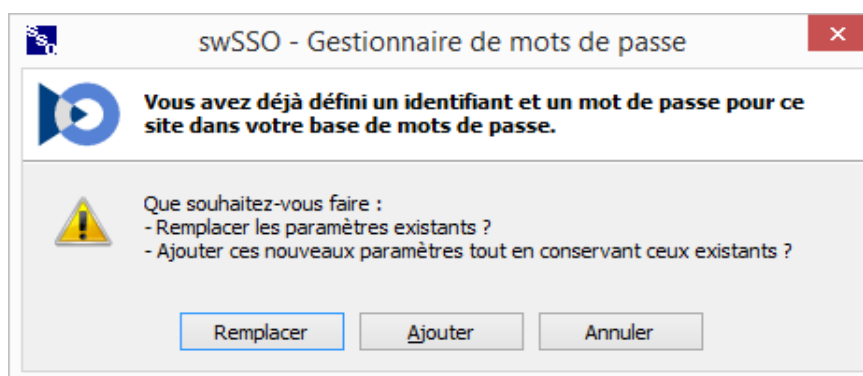 SSO
swSSO - Gestionnaire de mots de passe
Vous avez déjà défini un identifiant et un mot de passe pour ce
site dans votre base de mots de passe.
Que souhaitez-vous faire :
- Remplacer les paramètres existants ?
- Ajouter ces nouveaux paramètres tout en conservant ceux existants ?
Remplacer
Ajouter
Annuler